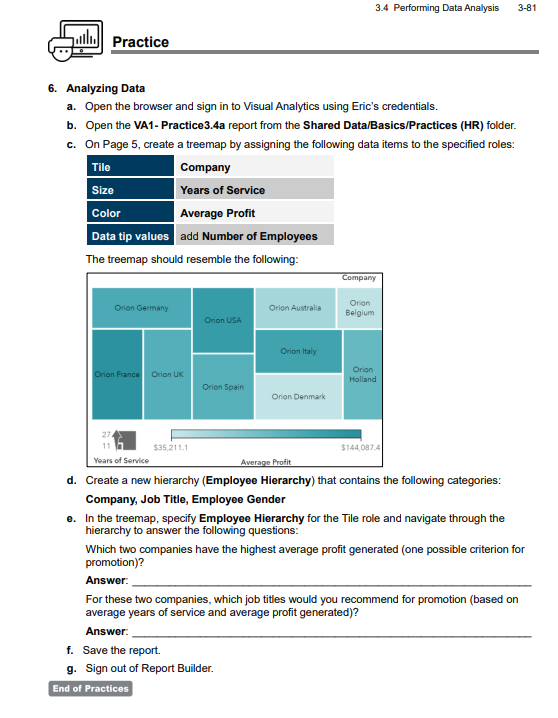 3.4 Performing Data Analysis 3-81
Practice
6. Analyzing Data
a. Open the browser and sign in to Visual Analytics using Eric's credentials.
b. Open the VA1- Practice3.4a report from the Shared Data/Basics/Practices (HR) folder.
c. On Page 5, create a treemap by assigning the following data items to the specified roles:
Tile Company
Size Years of Service
Color Average Profit
Data tip values add Number of Employees
The treemap should resemble the following:
Company
Orion Germany
Orion USA
Orion Australia
Orion
Belgium
Orion France
Orion UK
Orion Spain
Orion Italy
Orion Denmark
Orion
Holland
27
11
Years of Service
$35,211.1
$144,087.4
Average Profit
d. Create a new hierarchy (Employee Hierarchy) that contains the following categories:
Company, Job Title, Employee Gender
e. In the treemap, specify Employee Hierarchy for the Tile role and navigate through the
hierarchy to answer the following questions:
Which two companies have the highest average profit generated (one possible criterion for
promotion)?
Answer:
For these two companies, which job titles would you recommend for promotion (based on
average years of service and average profit generated)?
Answer:
f. Save the report.
g. Sign out of Report Builder.
End of Practices